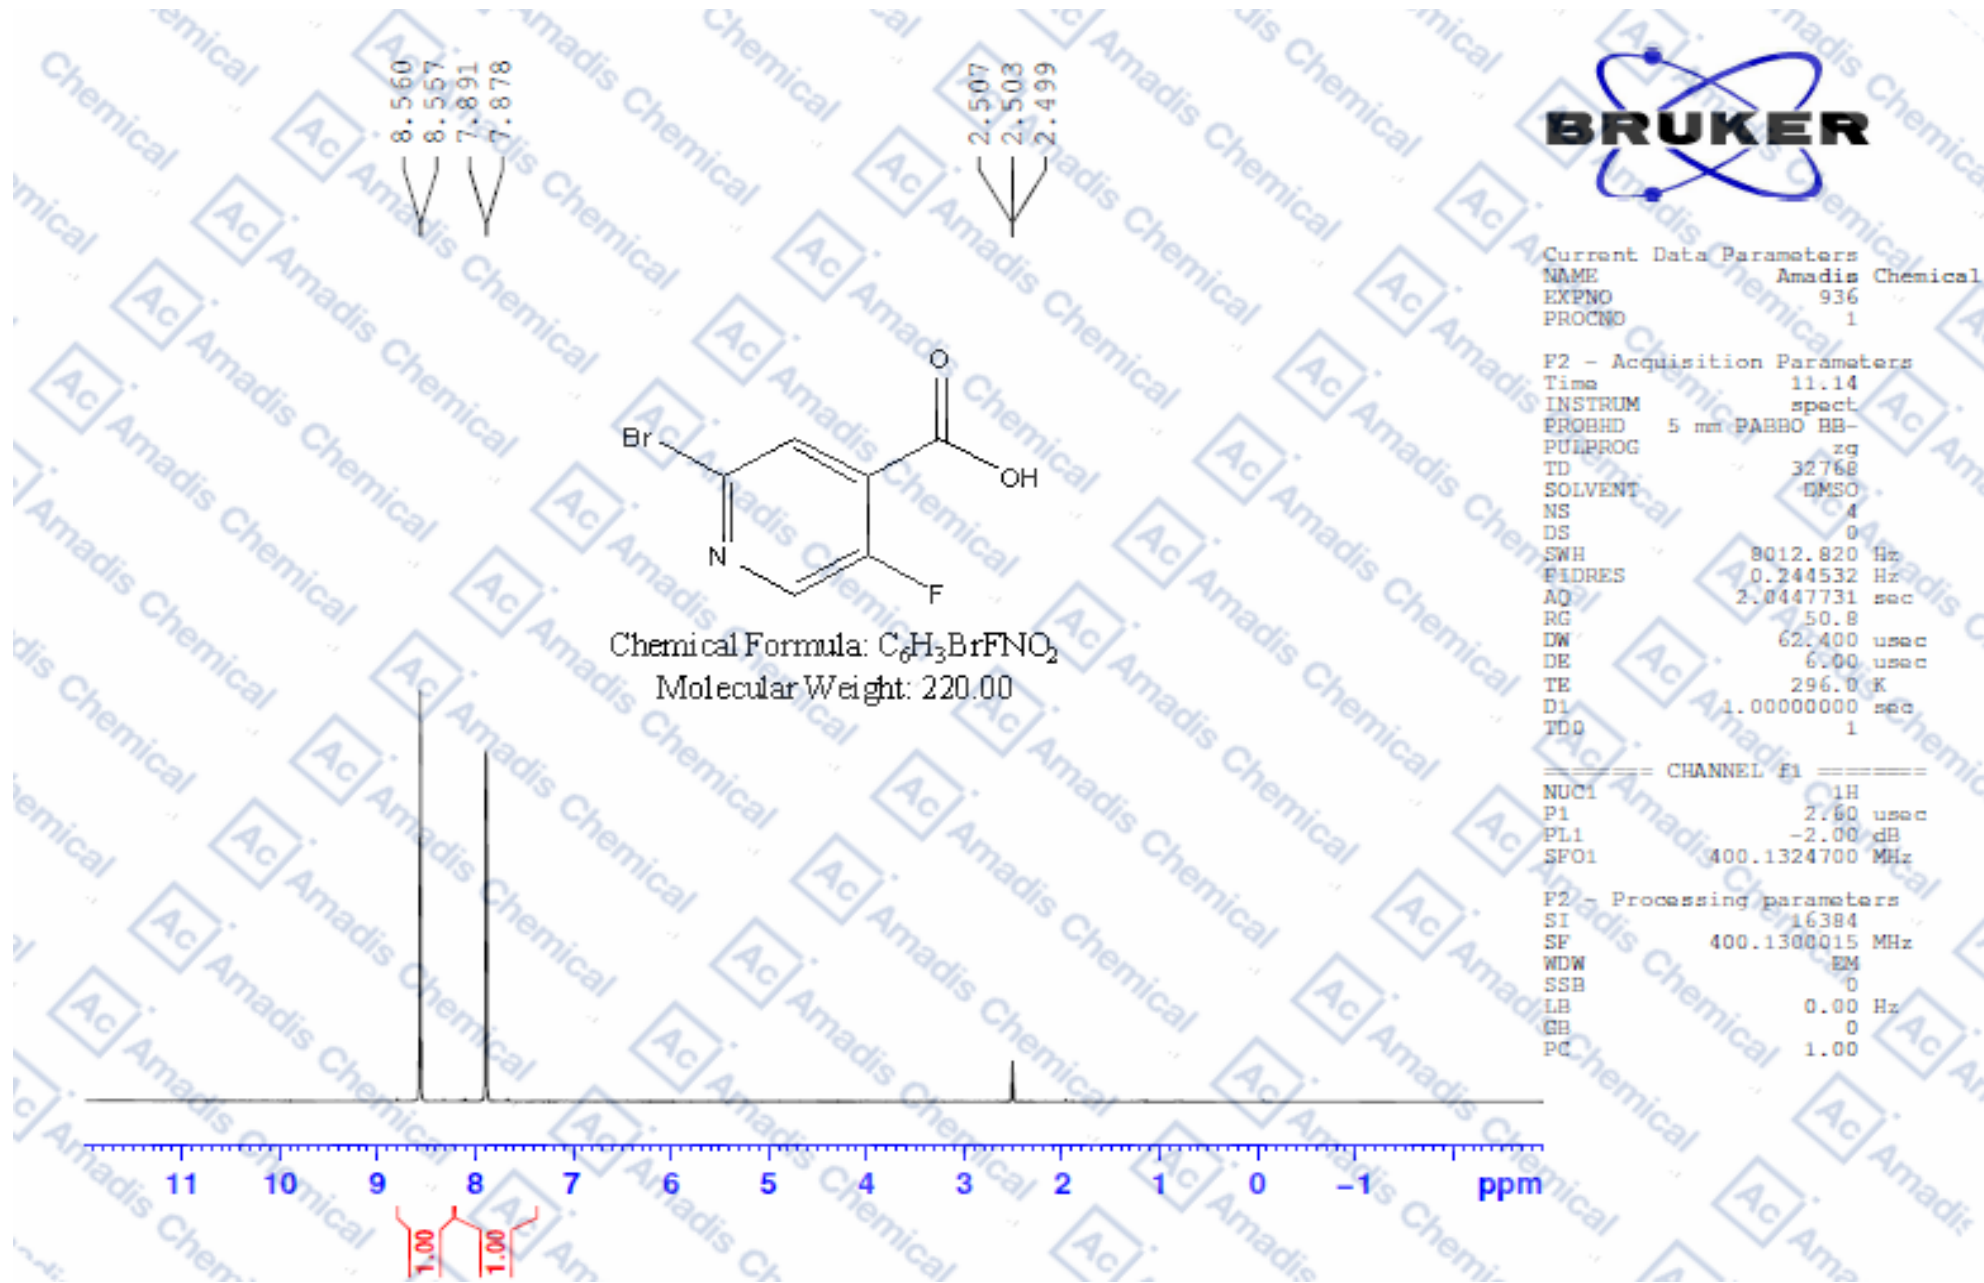 8.560
8.557
7.891
7.878
2.507
2.503
2.499
BRUKER
Current Data Parameters
NAME Amadis Chemical
EXPNO 936
PROCNO 1
F2 - Acquisition Parameters
Time 11.14
INSTRUM spect
PROBHD 5 mm PABBO BB-
PULPROG zg
TD 32768
SOLVENT DMSO
NS 4
DS 0
SWH 8012.820 Hz
FIDRES 0.244532 Hz
AQ 2.0447731 sec
RG 50.8
DW 62.400 usec
DE 6.00 usec
TE 296.0 K
D1 1.00000000 sec
TD0 1
======== CHANNEL f1 ========
NUC1 1H
P1 2.60 usec
PL1 -2.00 dB
SFO1 400.1324700 MHz
F2 - Processing parameters
SI 16384
SF 400.1300015 MHz
WDW EM
SSB 0
LB 0.00 Hz
GB 0
PC 1.00
O
Br
OH
N
F
Chemical Formula: C₆H₃BrFNO₂
Molecular Weight: 220.00
11 10 9 8 7 6 5 4 3 2 1 0 -1 ppm
1.00
1.00
Ac Amadis Chemical